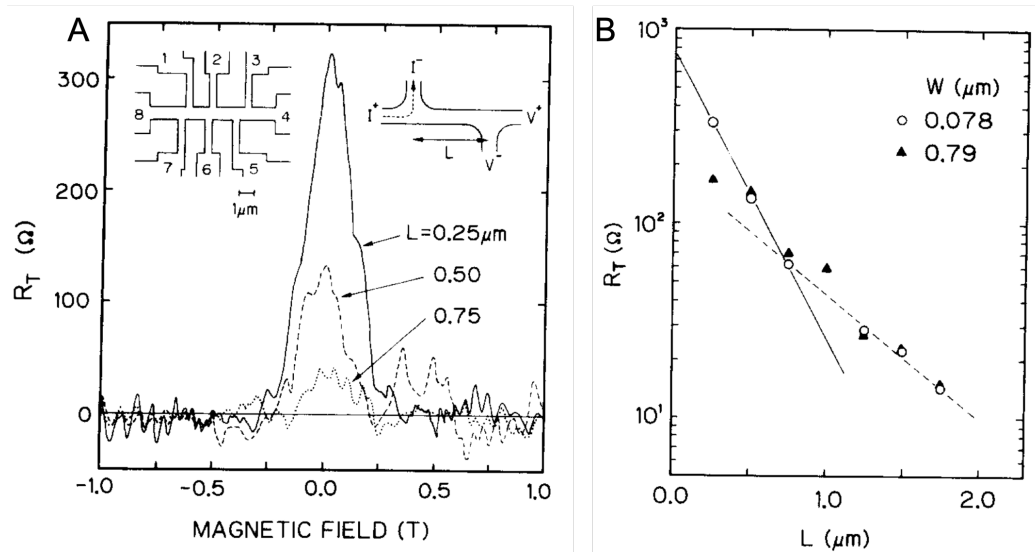 A
300
200
100
0
R_T (Ω)
-1.0
-0.5
0.0
0.5
1.0
MAGNETIC FIELD (T)
1
2
3
4
5
6
7
8
1μm
I⁻
I⁺
V⁺
V⁻
L
L=0.25μm
0.50
0.75
B
10³
10²
10¹
R_T (Ω)
0.0
1.0
2.0
L (μm)
W (μm)
0.078
0.79